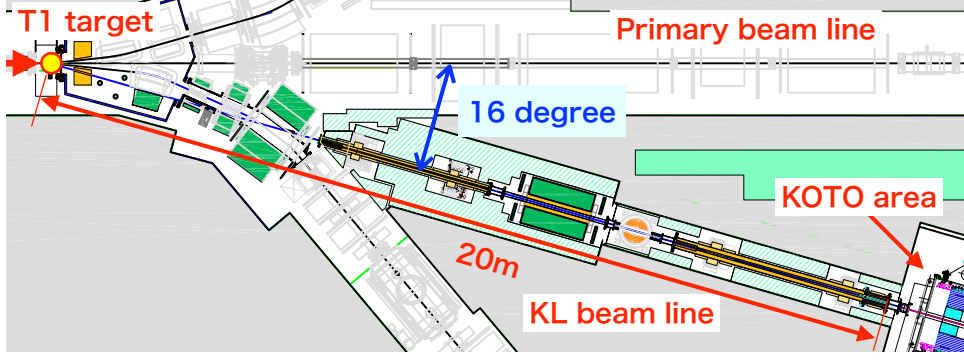 T1 target
Primary beam line
16 degree
KOTO area
20m
KL beam line